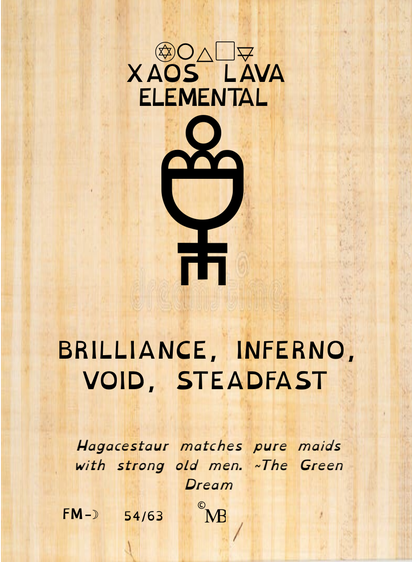 XAOS LAVA
ELEMENTAL
BRILLIANCE, INFERNO,
VOID, STEADFAST
Hagacestaur matches pure maids
with strong old men. ~The Green
Dream
FM-☽ 54/63 © MB